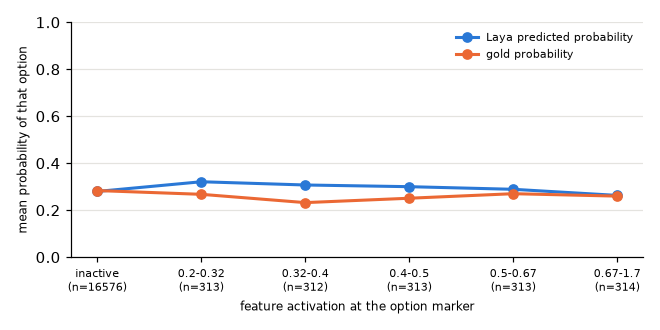 1.0
0.8
0.6
0.4
0.2
0.0
mean probability of that option
Laya predicted probability
gold probability
inactive
(n=16576)
0.2-0.32
(n=313)
0.32-0.4
(n=312)
0.4-0.5
(n=313)
0.5-0.67
(n=313)
0.67-1.7
(n=314)
feature activation at the option marker